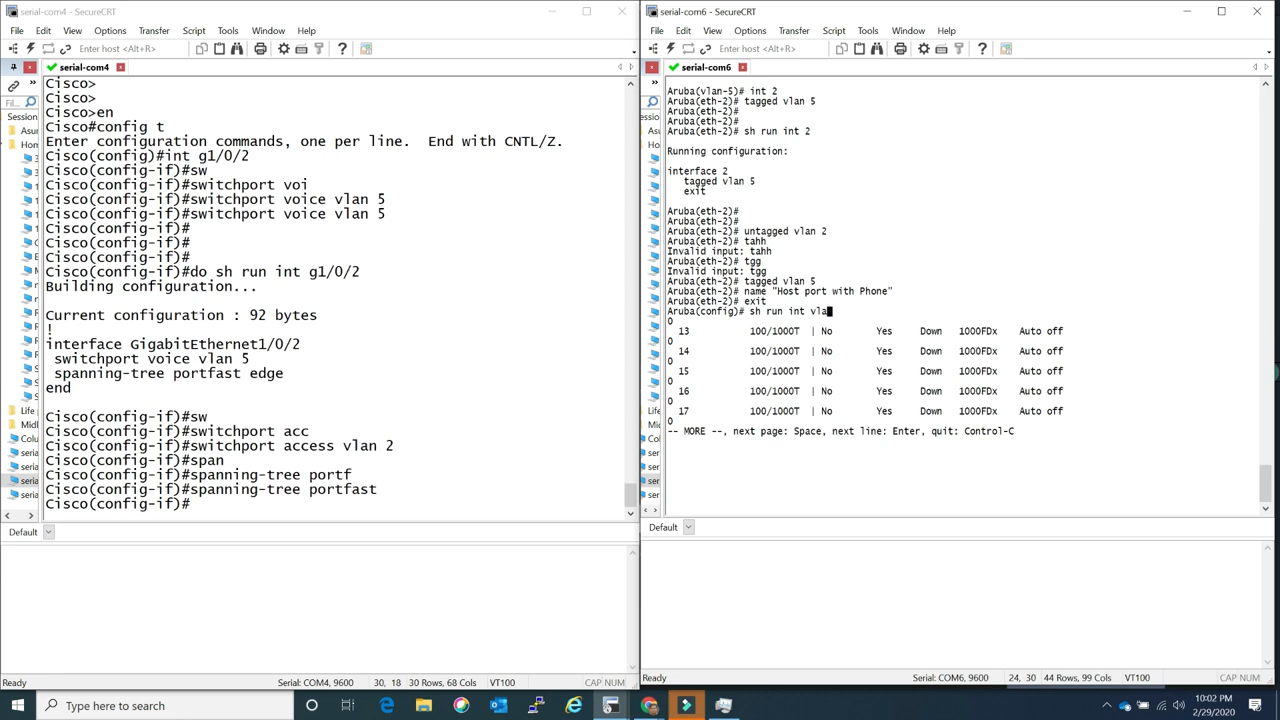 serial-com4 - SecureCRT
File Edit View Options Transfer Script Tools Window Help
Enter host <Alt+R>
serial-com4
Cisco>
Cisco>
Cisco>en
Cisco#config t
Enter configuration commands, one per line.  End with CNTL/Z.
Cisco(config)#int g1/0/2
Cisco(config-if)#sw
Cisco(config-if)#switchport voi
Cisco(config-if)#switchport voice vlan 5
Cisco(config-if)#switchport voice vlan 5
Cisco(config-if)#
Cisco(config-if)#
Cisco(config-if)#
Cisco(config-if)#do sh run int g1/0/2
Building configuration...
Current configuration : 92 bytes
!
interface GigabitEthernet1/0/2
 switchport voice vlan 5
 spanning-tree portfast edge
end
Cisco(config-if)#sw
Cisco(config-if)#switchport acc
Cisco(config-if)#switchport access vlan 2
Cisco(config-if)#span
Cisco(config-if)#spanning-tree portf
Cisco(config-if)#spanning-tree portfast
Cisco(config-if)#
Default
Ready
Serial: COM4, 9600
30, 18
30 Rows, 68 Cols
VT100
CAP NUM
serial-com6 - SecureCRT
File Edit View Options Transfer Script Tools Window Help
Enter host <Alt+R>
serial-com6
Aruba(vlan-5)# int 2
Aruba(eth-2)# tagged vlan 5
Aruba(eth-2)#
Aruba(eth-2)#
Aruba(eth-2)# sh run int 2
Running configuration:
interface 2
   tagged vlan 5
   exit
Aruba(eth-2)#
Aruba(eth-2)#
Aruba(eth-2)# untagged vlan 2
Aruba(eth-2)# tahh
Invalid input: tahh
Aruba(eth-2)# tgg
Invalid input: tgg
Aruba(eth-2)# tagged vlan 5
Aruba(eth-2)# name "Host port with Phone"
Aruba(eth-2)# exit
Aruba(config)# sh run int vla
0
13 100/1000T | No Yes Down 1000FDx Auto off
0
14 100/1000T | No Yes Down 1000FDx Auto off
0
15 100/1000T | No Yes Down 1000FDx Auto off
0
16 100/1000T | No Yes Down 1000FDx Auto off
0
17 100/1000T | No Yes Down 1000FDx Auto off
0
-- MORE --, next page: Space, next line: Enter, quit: Control-C
Default
Ready
Serial: COM6, 9600
24, 30
44 Rows, 99 Cols
VT100
CAP NUM
Type here to search
10:02 PM
2/29/2020